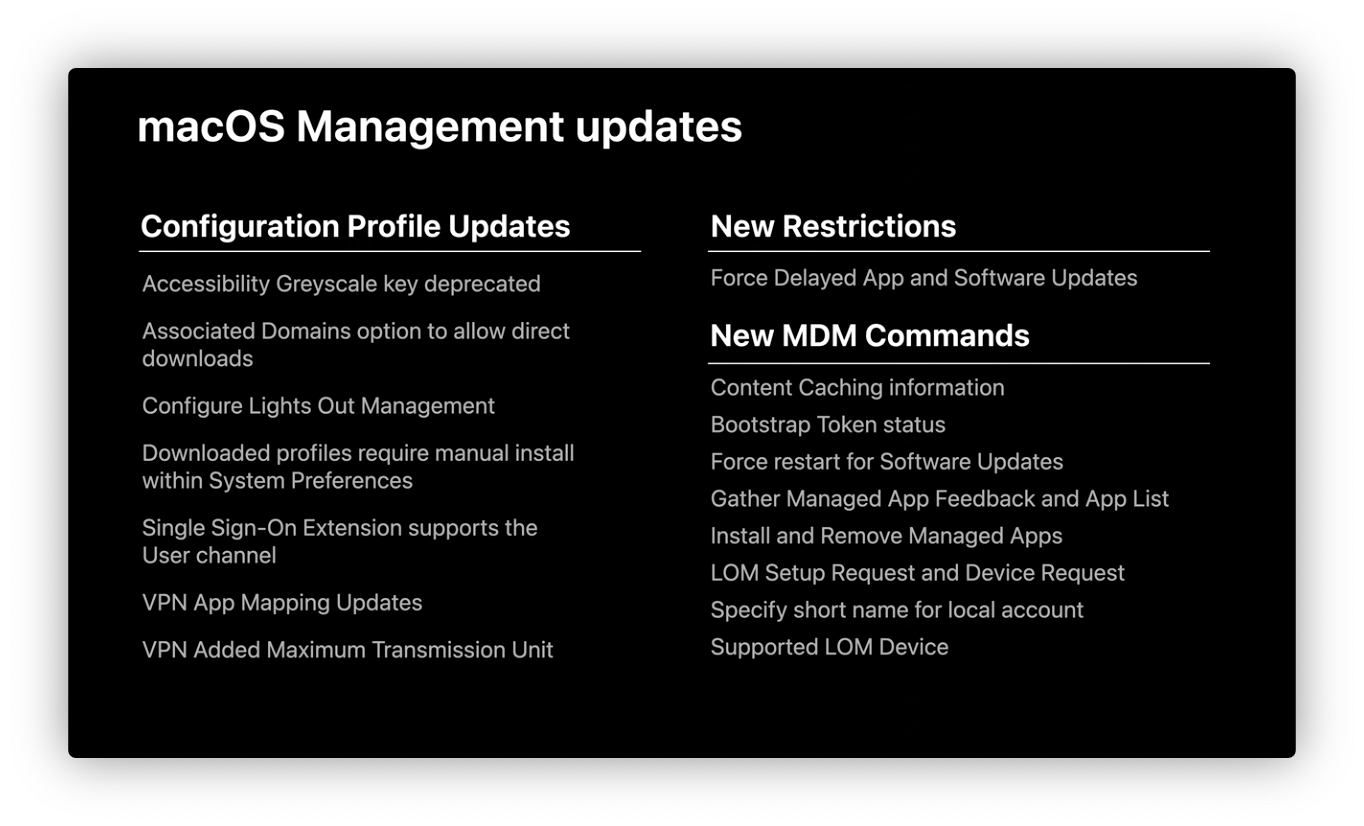 macOS Management updates
Configuration Profile Updates
Accessibility Greyscale key deprecated
Associated Domains option to allow direct
downloads
Configure Lights Out Management
Downloaded profiles require manual install
within System Preferences
Single Sign-On Extension supports the
User channel
VPN App Mapping Updates
VPN Added Maximum Transmission Unit
New Restrictions
Force Delayed App and Software Updates
New MDM Commands
Content Caching information
Bootstrap Token status
Force restart for Software Updates
Gather Managed App Feedback and App List
Install and Remove Managed Apps
LOM Setup Request and Device Request
Specify short name for local account
Supported LOM Device